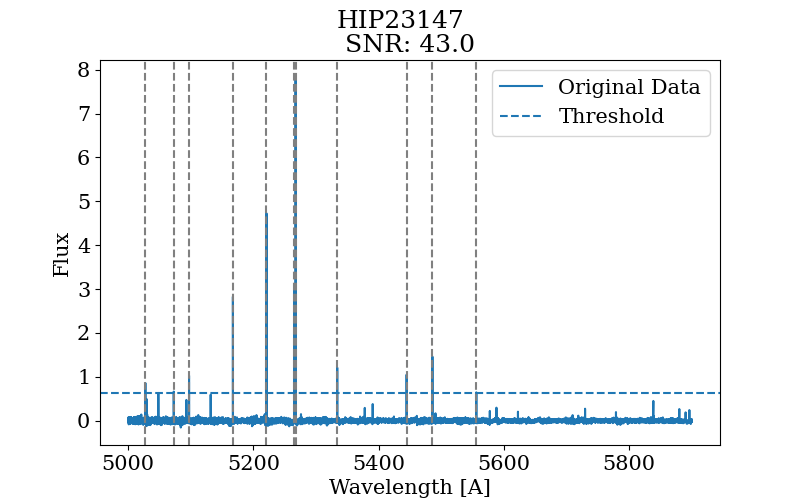 HIP23147
SNR: 43.0
Original Data
Threshold
8
7
6
5
4
3
2
1
0
Flux
5000 5200 5400 5600 5800
Wavelength [A]